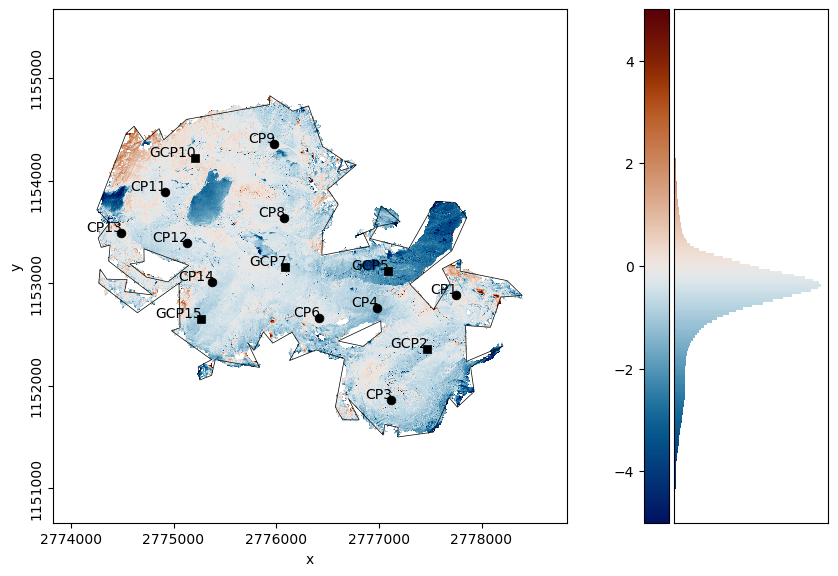 1155000
1154000
1153000
1152000
1151000
y
2774000 2775000 2776000 2777000 2778000
x
CP9
GCP10
CP11
CP8
CP13
CP12
GCP7
GCP5
CP14
CP1
CP4
GCP15
CP6
GCP2
CP3
4
2
0
−2
−4